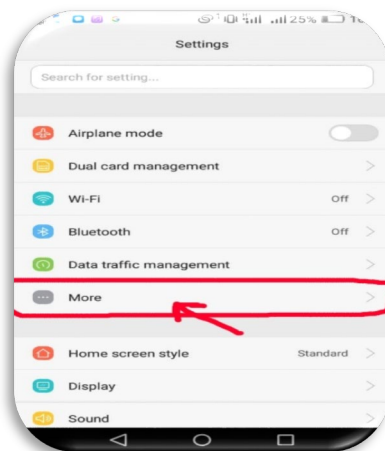 25%
Settings
Search for setting...
Airplane mode
Dual card management
Wi-Fi Off
Bluetooth Off
Data traffic management
More
Home screen style Standard
Display
Sound